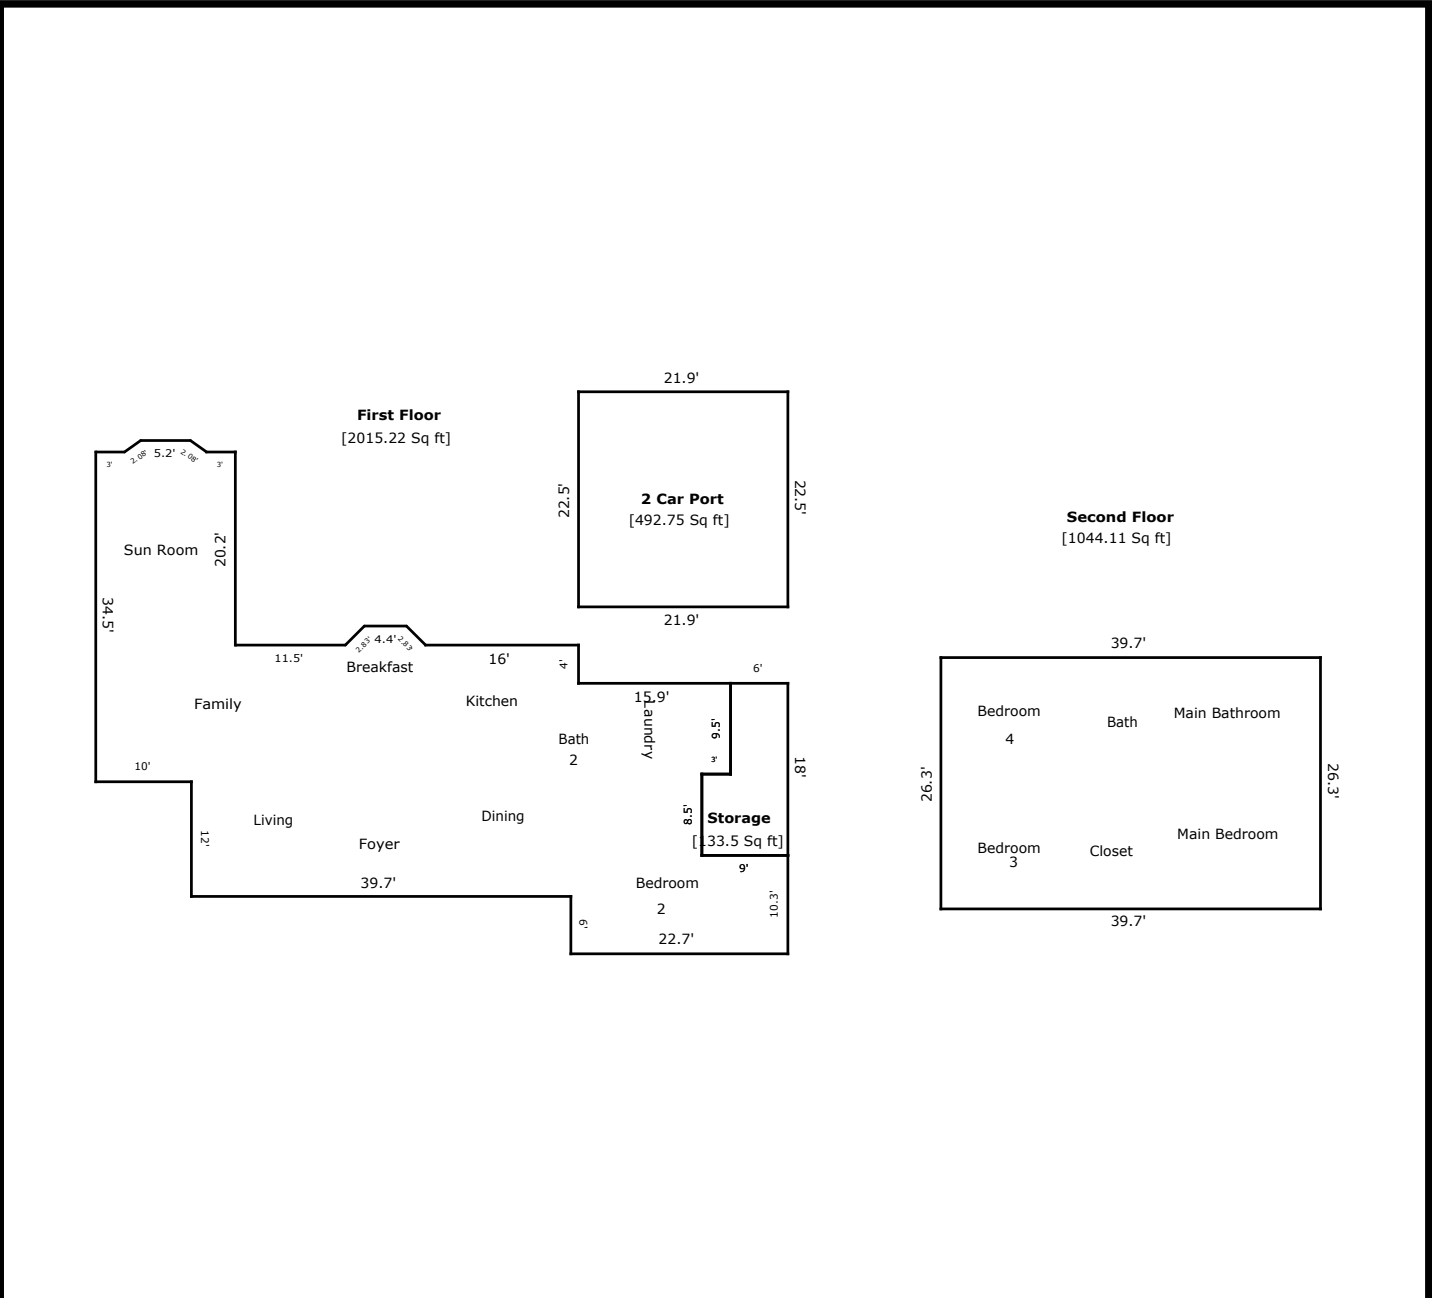 21.9'
First Floor
[2015.22 Sq ft]
3'
2.08'
5.2'
2.08'
3'
22.5'
2 Car Port
[492.75 Sq ft]
22.5'
Second Floor
[1044.11 Sq ft]
Sun Room
20.2'
34.5'
21.9'
11.5'
2.83'
4.4'
2.83'
Breakfast
16'
4'
6'
39.7'
15.9'
Family
Kitchen
Laundry
9.5'
3'
Bath
2
10'
18'
Bedroom
4
Bath
Main Bathroom
26.3'
26.3'
Living
12'
Foyer
Dining
8.5'
Storage
[133.5 Sq ft]
9'
Main Bedroom
Bedroom
3
Closet
39.7'
Bedroom
2
10.3'
6'
22.7'
39.7'